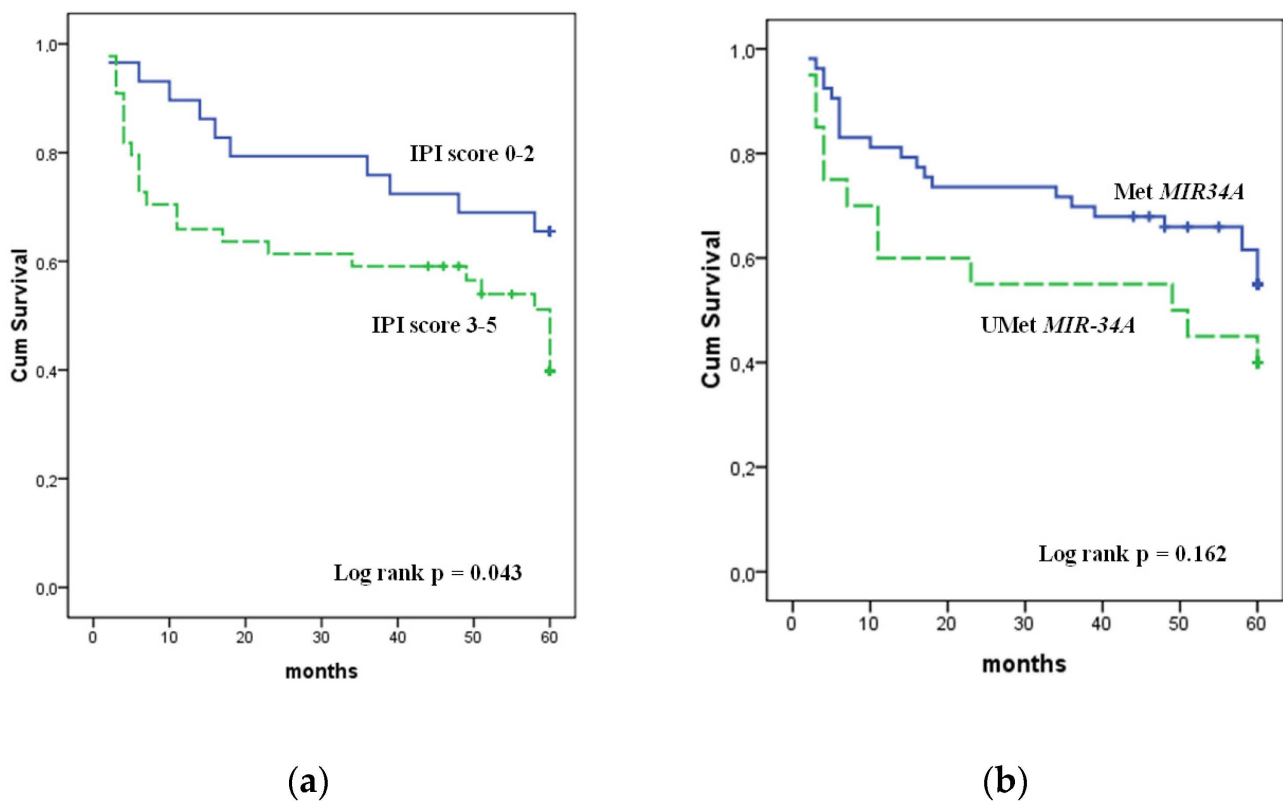 1,0
0,8
0,6
0,4
0,2
0,0
Cum Survival
IPI score 0-2
IPI score 3-5
Log rank p = 0.043
0 10 20 30 40 50 60
months
(a)
1,0
0,8
0,6
0,4
0,2
0,0
Cum Survival
Met MIR34A
UMet MIR-34A
Log rank p = 0.162
0 10 20 30 40 50 60
months
(b)